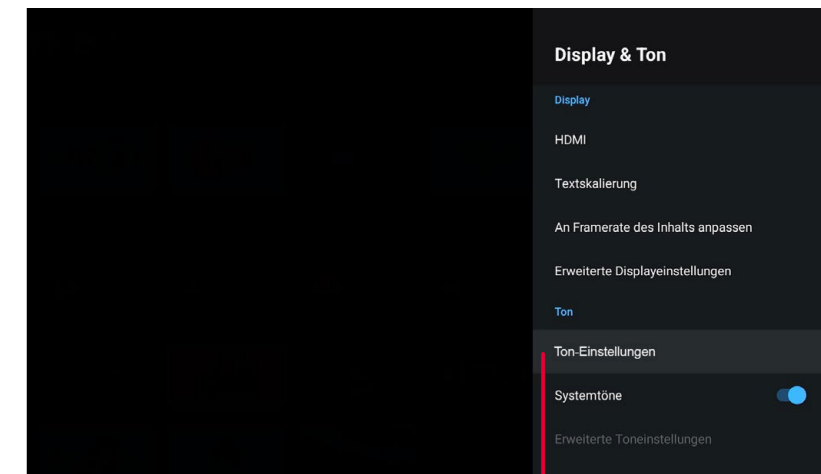 Display & Ton
Display
HDMI
Textskalierung
An Framerate des Inhalts anpassen
Erweiterte Displayeinstellungen
Ton
Ton-Einstellungen
Systemtöne
Erweiterte Toneinstellungen